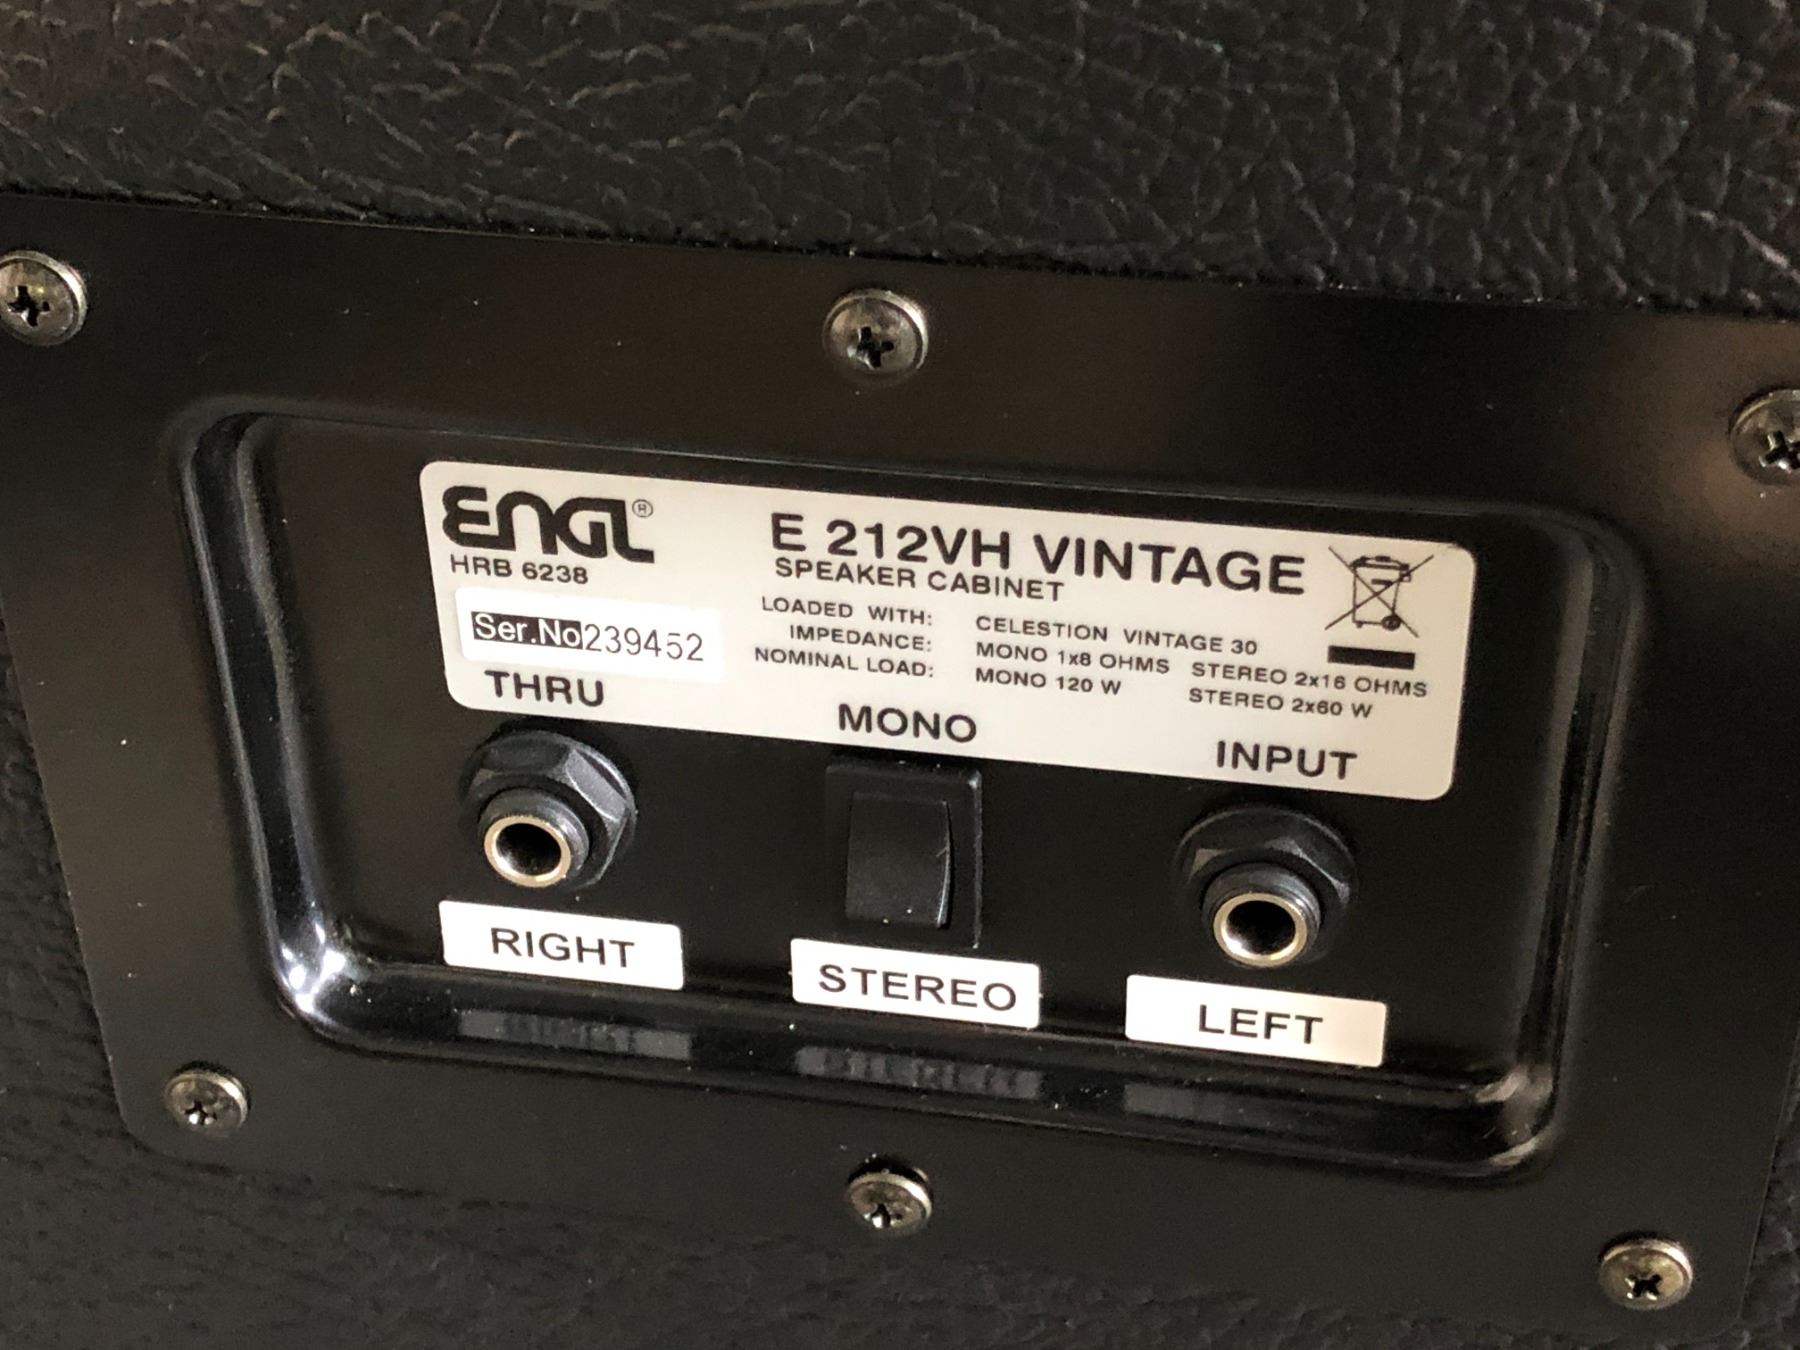 ENGL®
HRB 6238
Ser.No239452
E 212VH VINTAGE
SPEAKER CABINET
LOADED WITH: CELESTION VINTAGE 30
IMPEDANCE: MONO 1x8 OHMS STEREO 2x16 OHMS
NOMINAL LOAD: MONO 120 W STEREO 2x60 W
THRU
MONO
INPUT
RIGHT
STEREO
LEFT